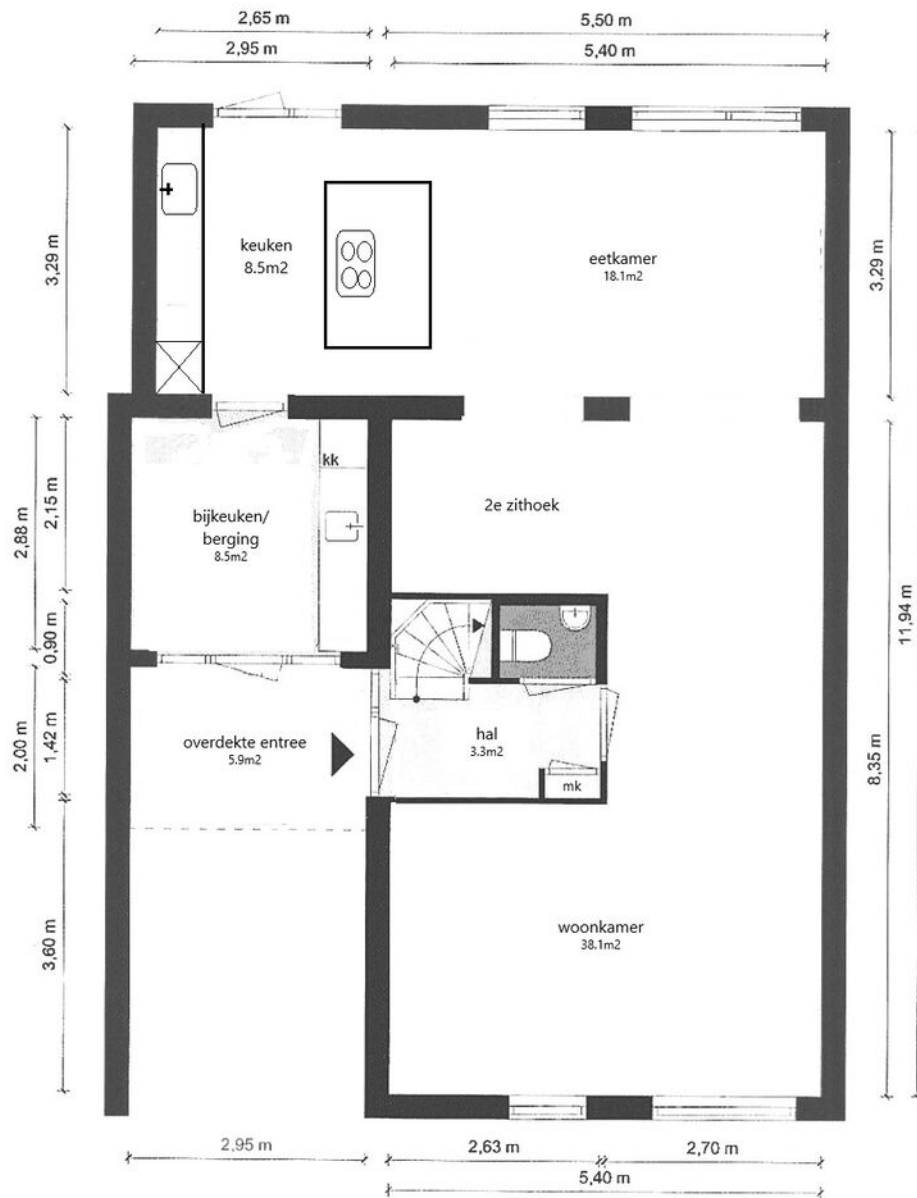 2,65 m
5,50 m
2,95 m
5,40 m
3,29 m
3,29 m
keuken
8.5m2
eetkamer
18.1m2
kk
2e zithoek
bijkeuken/
berging
8.5m2
2,88 m
2,15 m
0,90 m
11,94 m
2,00 m
1,42 m
overdekte entree
5.9m2
hal
3.3m2
mk
8,35 m
3,60 m
woonkamer
38.1m2
2,95 m
2,63 m
2,70 m
5,40 m